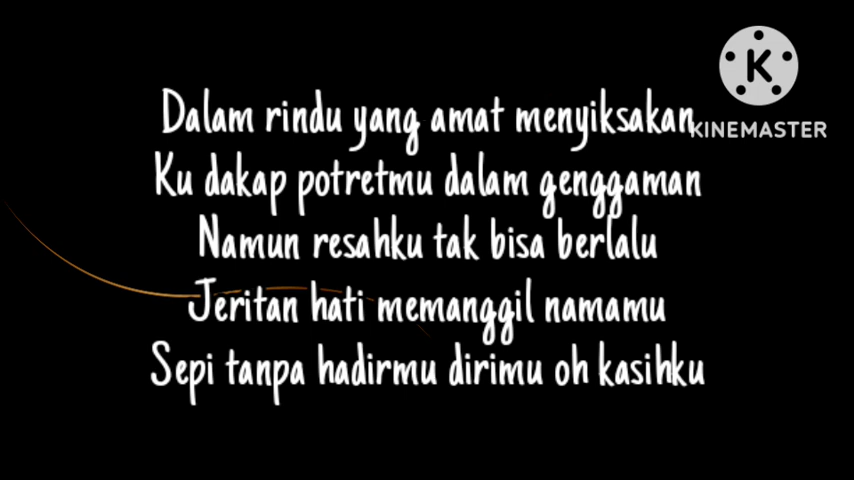 Dalam rindu yang amat menyiksakan
Ku dakap potretmu dalam genggaman
Namun resahku tak bisa berlalu
Jeritan hati memanggil namamu
Sepi tanpa hadirmu dirimu oh kasihku
K
KINEMASTER